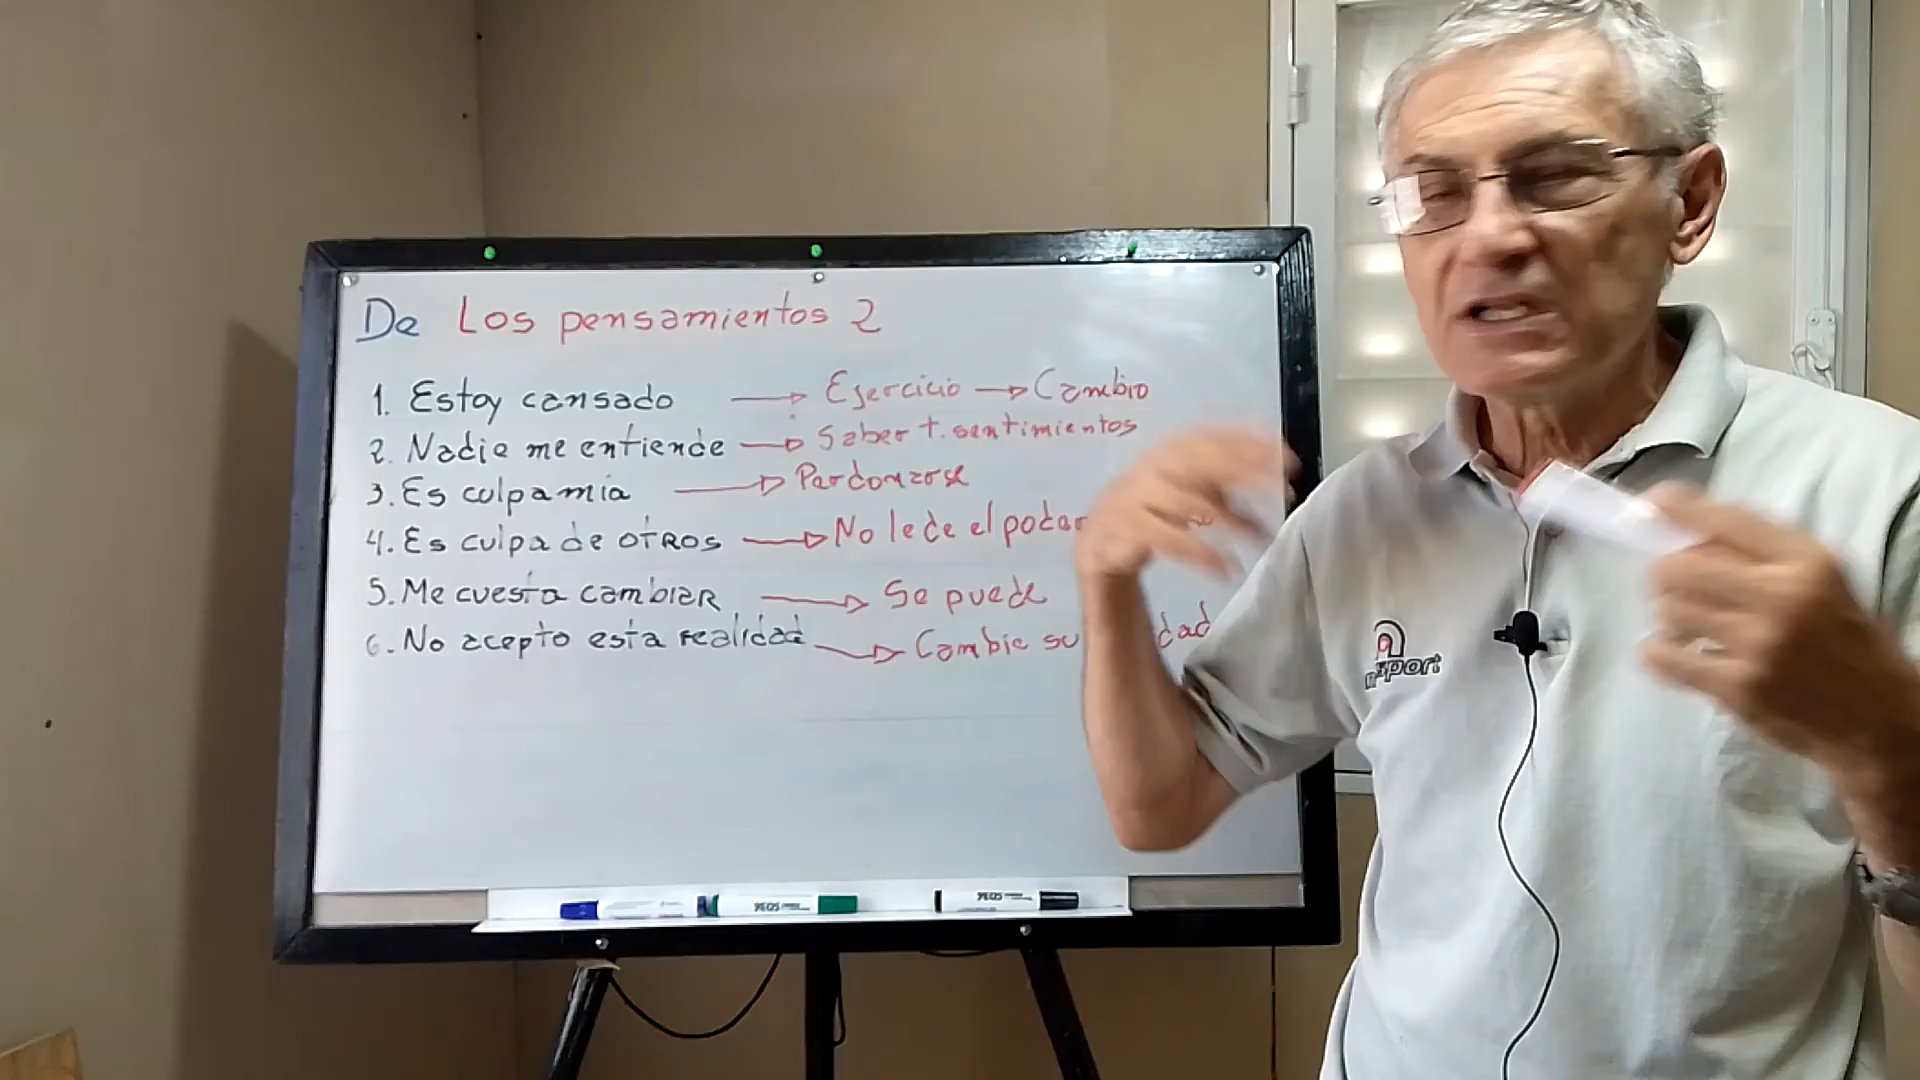 De Los pensamientos 2
1. Estoy cansado → Ejercicio → Cambio
2. Nadie me entiende → Saber t. sentimientos
3. Es culpa mia → Perdonarse
4. Es culpa de otros → No le de el poder
5. Me cuesta cambiar → Se puede
6. No acepto esta realidad → Cambie su dad
sport